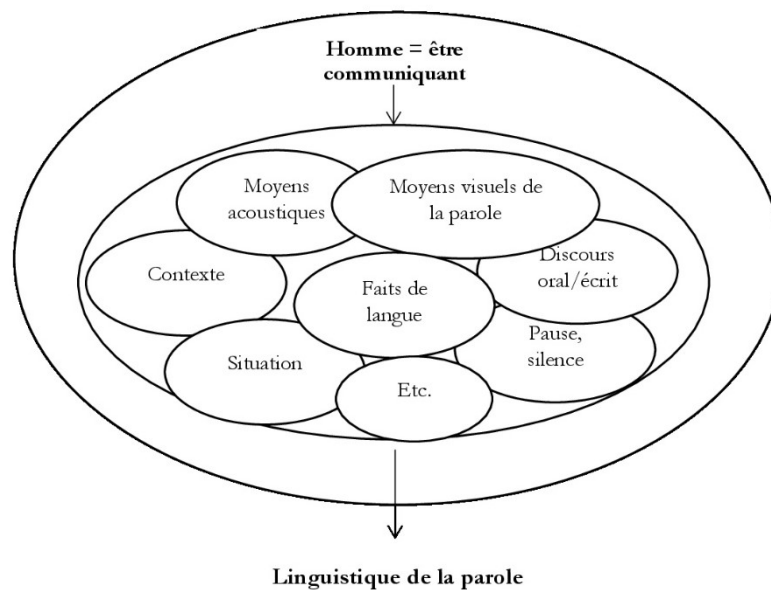 Homme = être
communiquant
Moyens
acoustiques
Moyens visuels de
la parole
Contexte
Discours
oral/écrit
Faits de
langue
Situation
Pause,
silence
Etc.
Linguistique de la parole